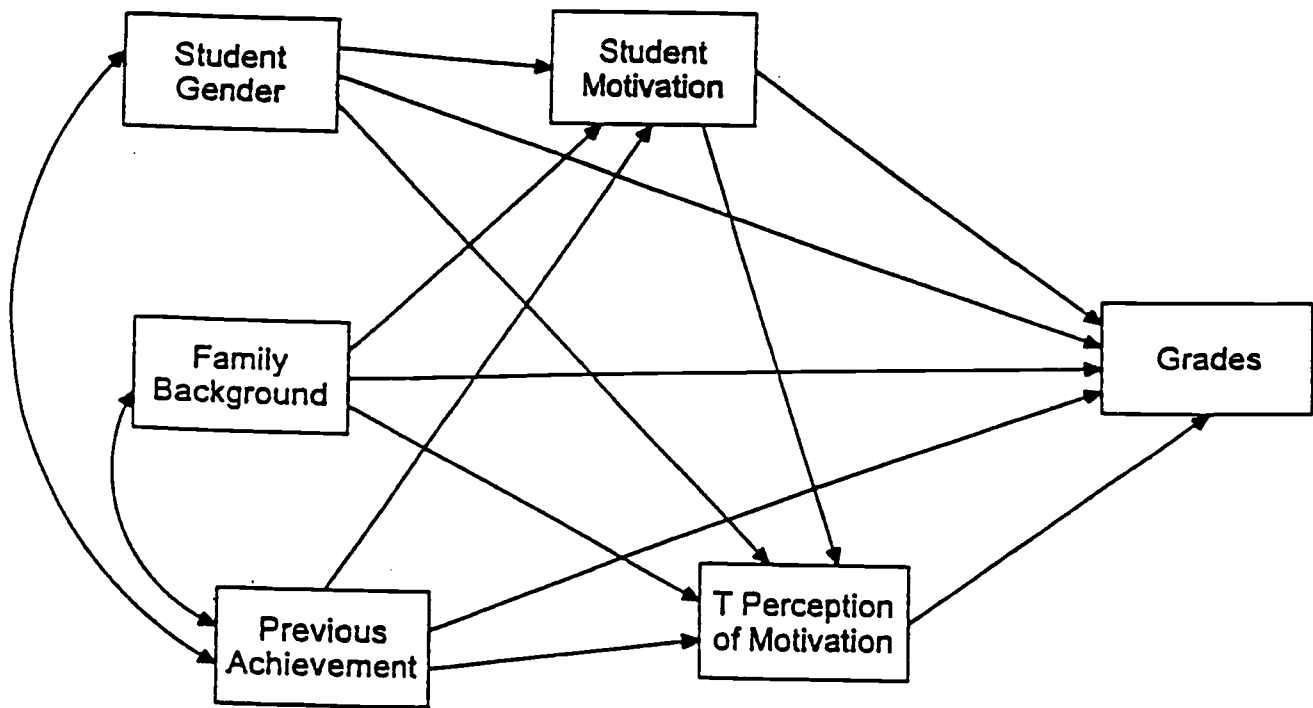 Student
Gender
Student
Motivation
Family
Background
Grades
Previous
Achievement
T Perception
of Motivation